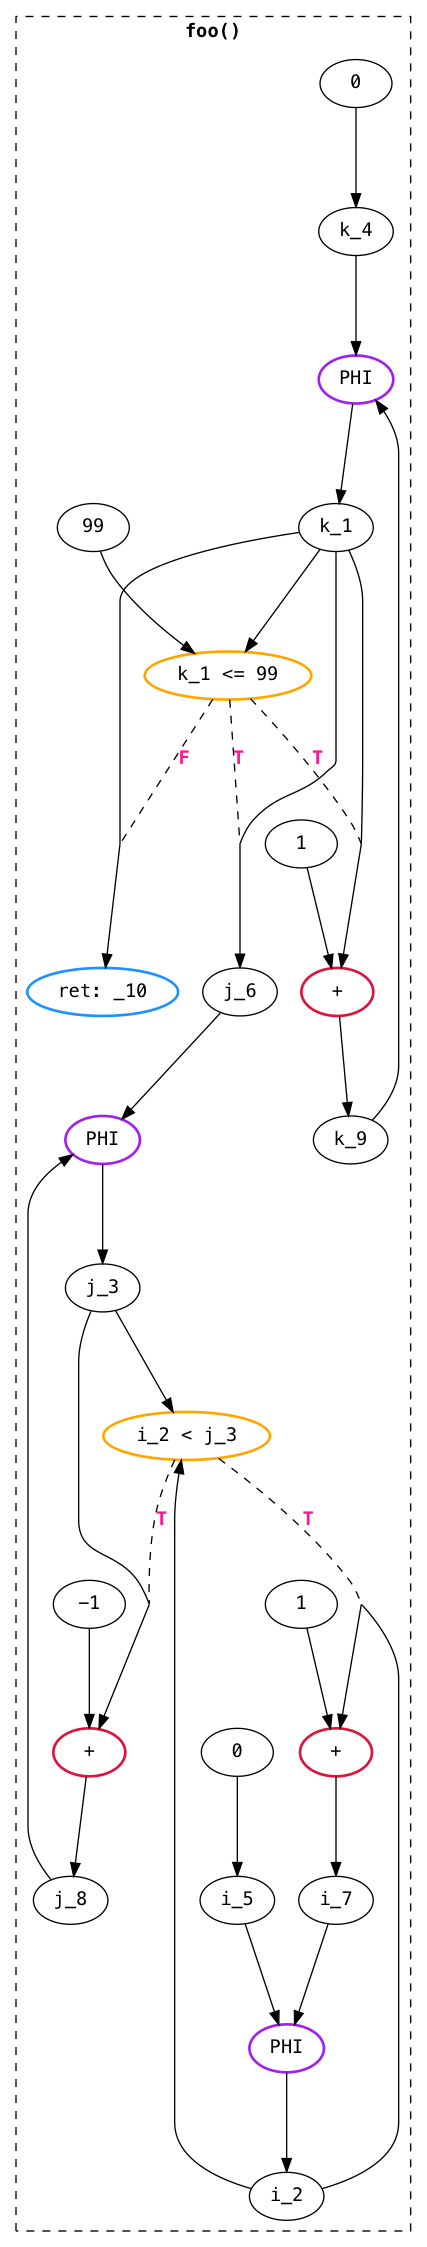 foo()
0
k_4
PHI
99
k_1
k_1 <= 99
F
T
T
1
ret: _10
j_6
+
PHI
k_9
j_3
i_2 < j_3
T
T
−1
1
+
0
+
j_8
i_5
i_7
PHI
i_2